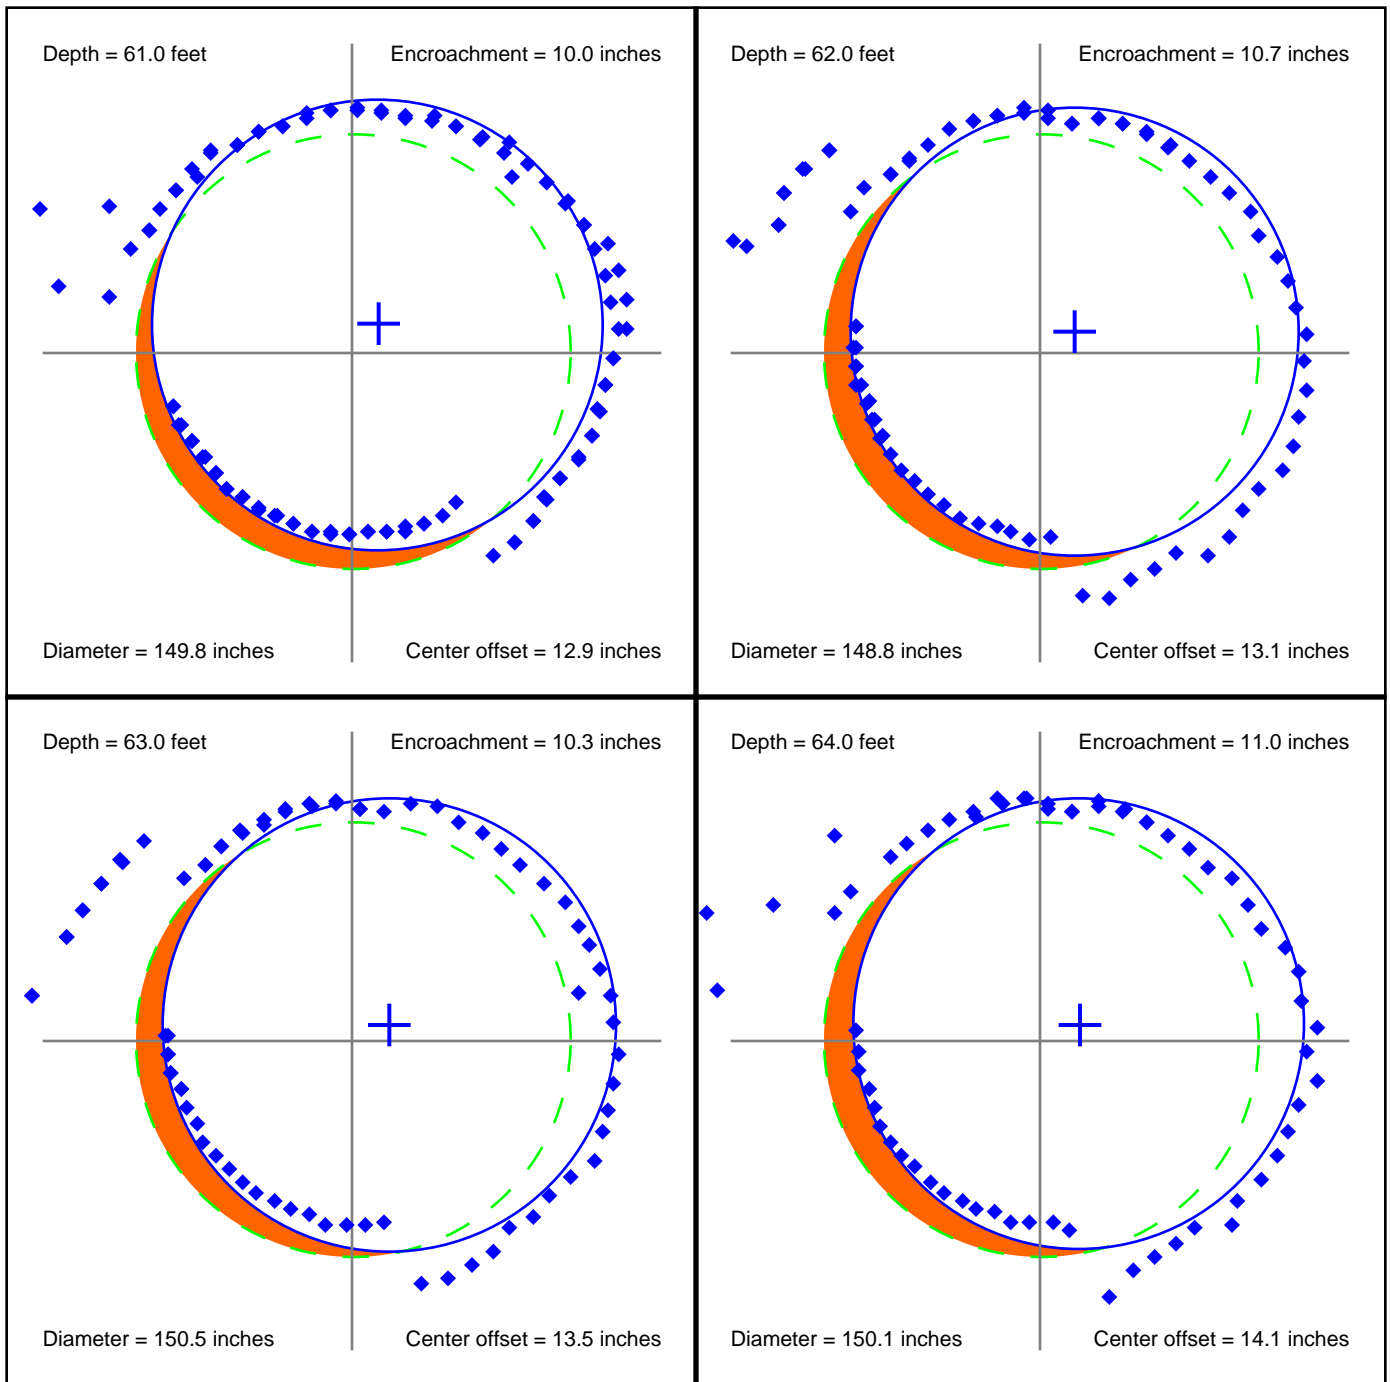 Depth = 61.0 feet
Encroachment = 10.0 inches
Diameter = 149.8 inches
Center offset = 12.9 inches
Depth = 62.0 feet
Encroachment = 10.7 inches
Diameter = 148.8 inches
Center offset = 13.1 inches
Depth = 63.0 feet
Encroachment = 10.3 inches
Diameter = 150.5 inches
Center offset = 13.5 inches
Depth = 64.0 feet
Encroachment = 11.0 inches
Diameter = 150.1 inches
Center offset = 14.1 inches